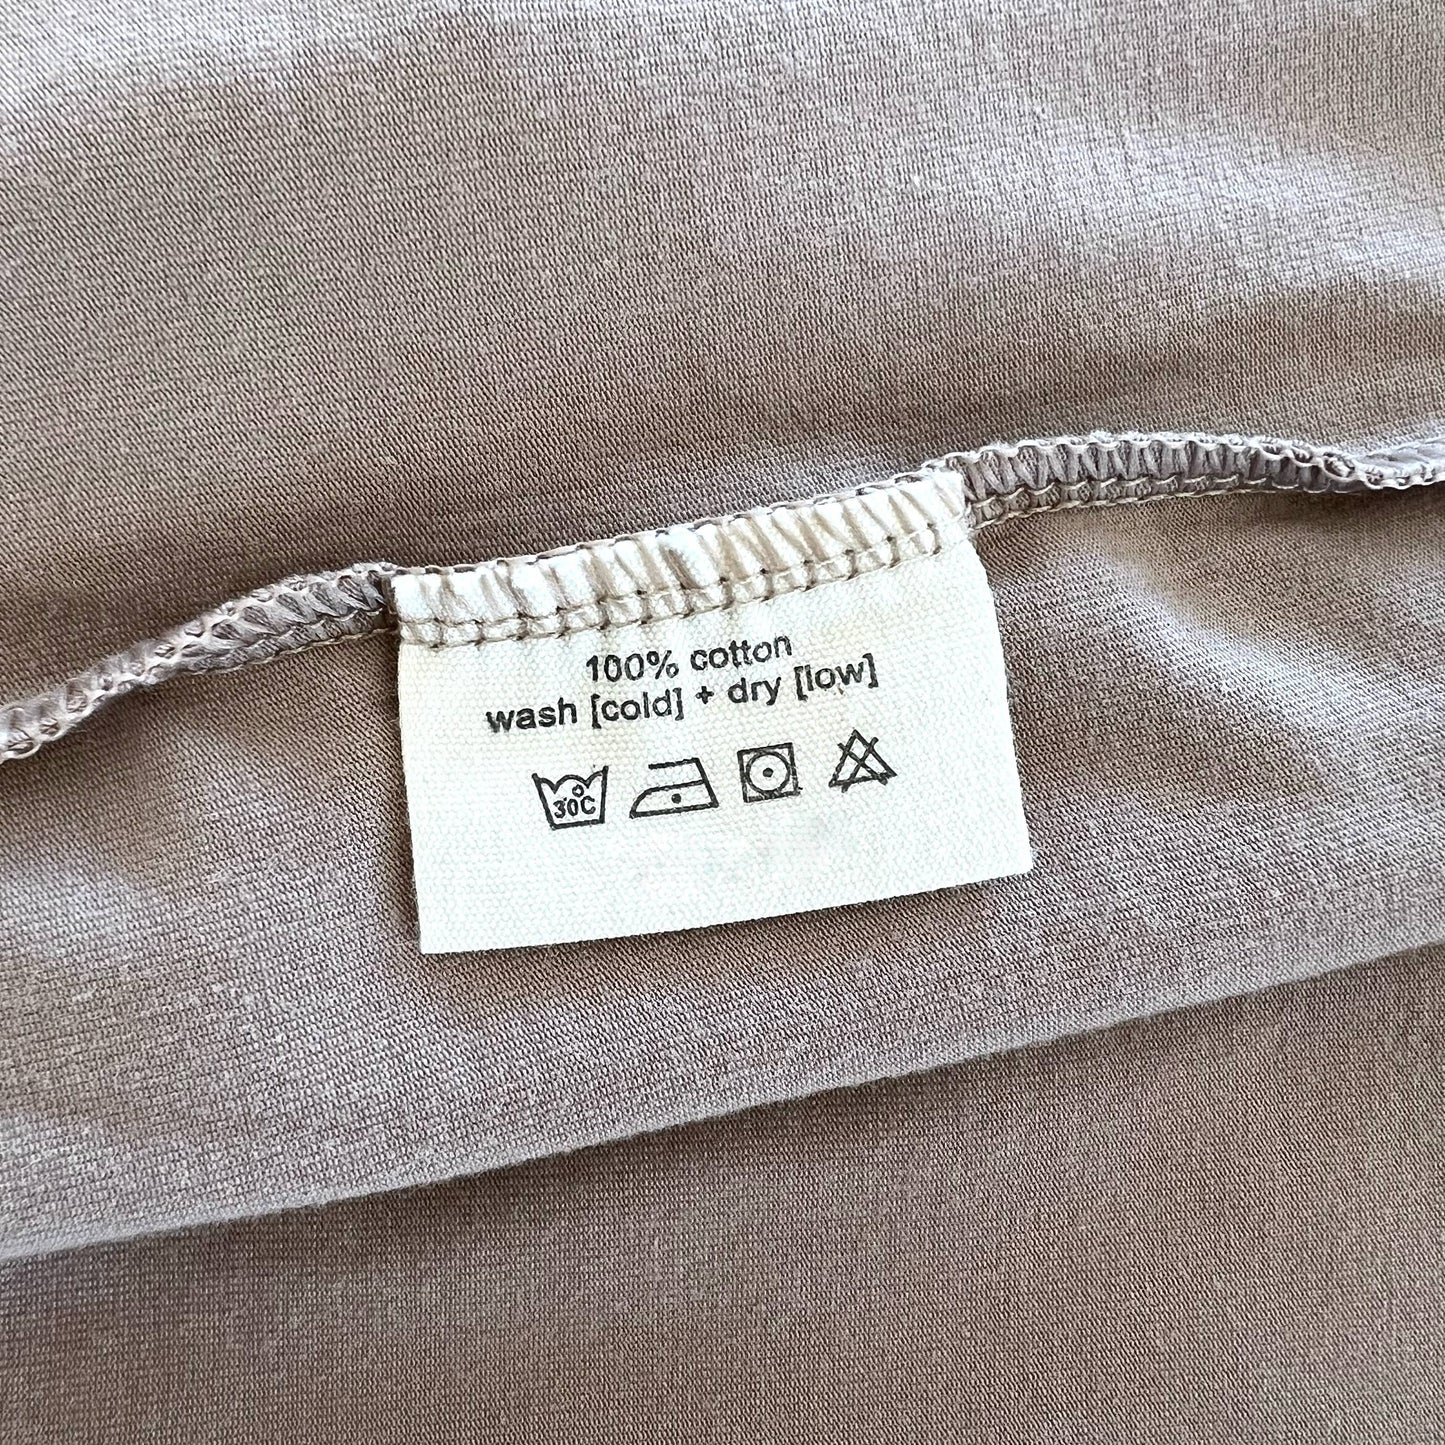 100% cotton
wash [cold] + dry [low]
30C